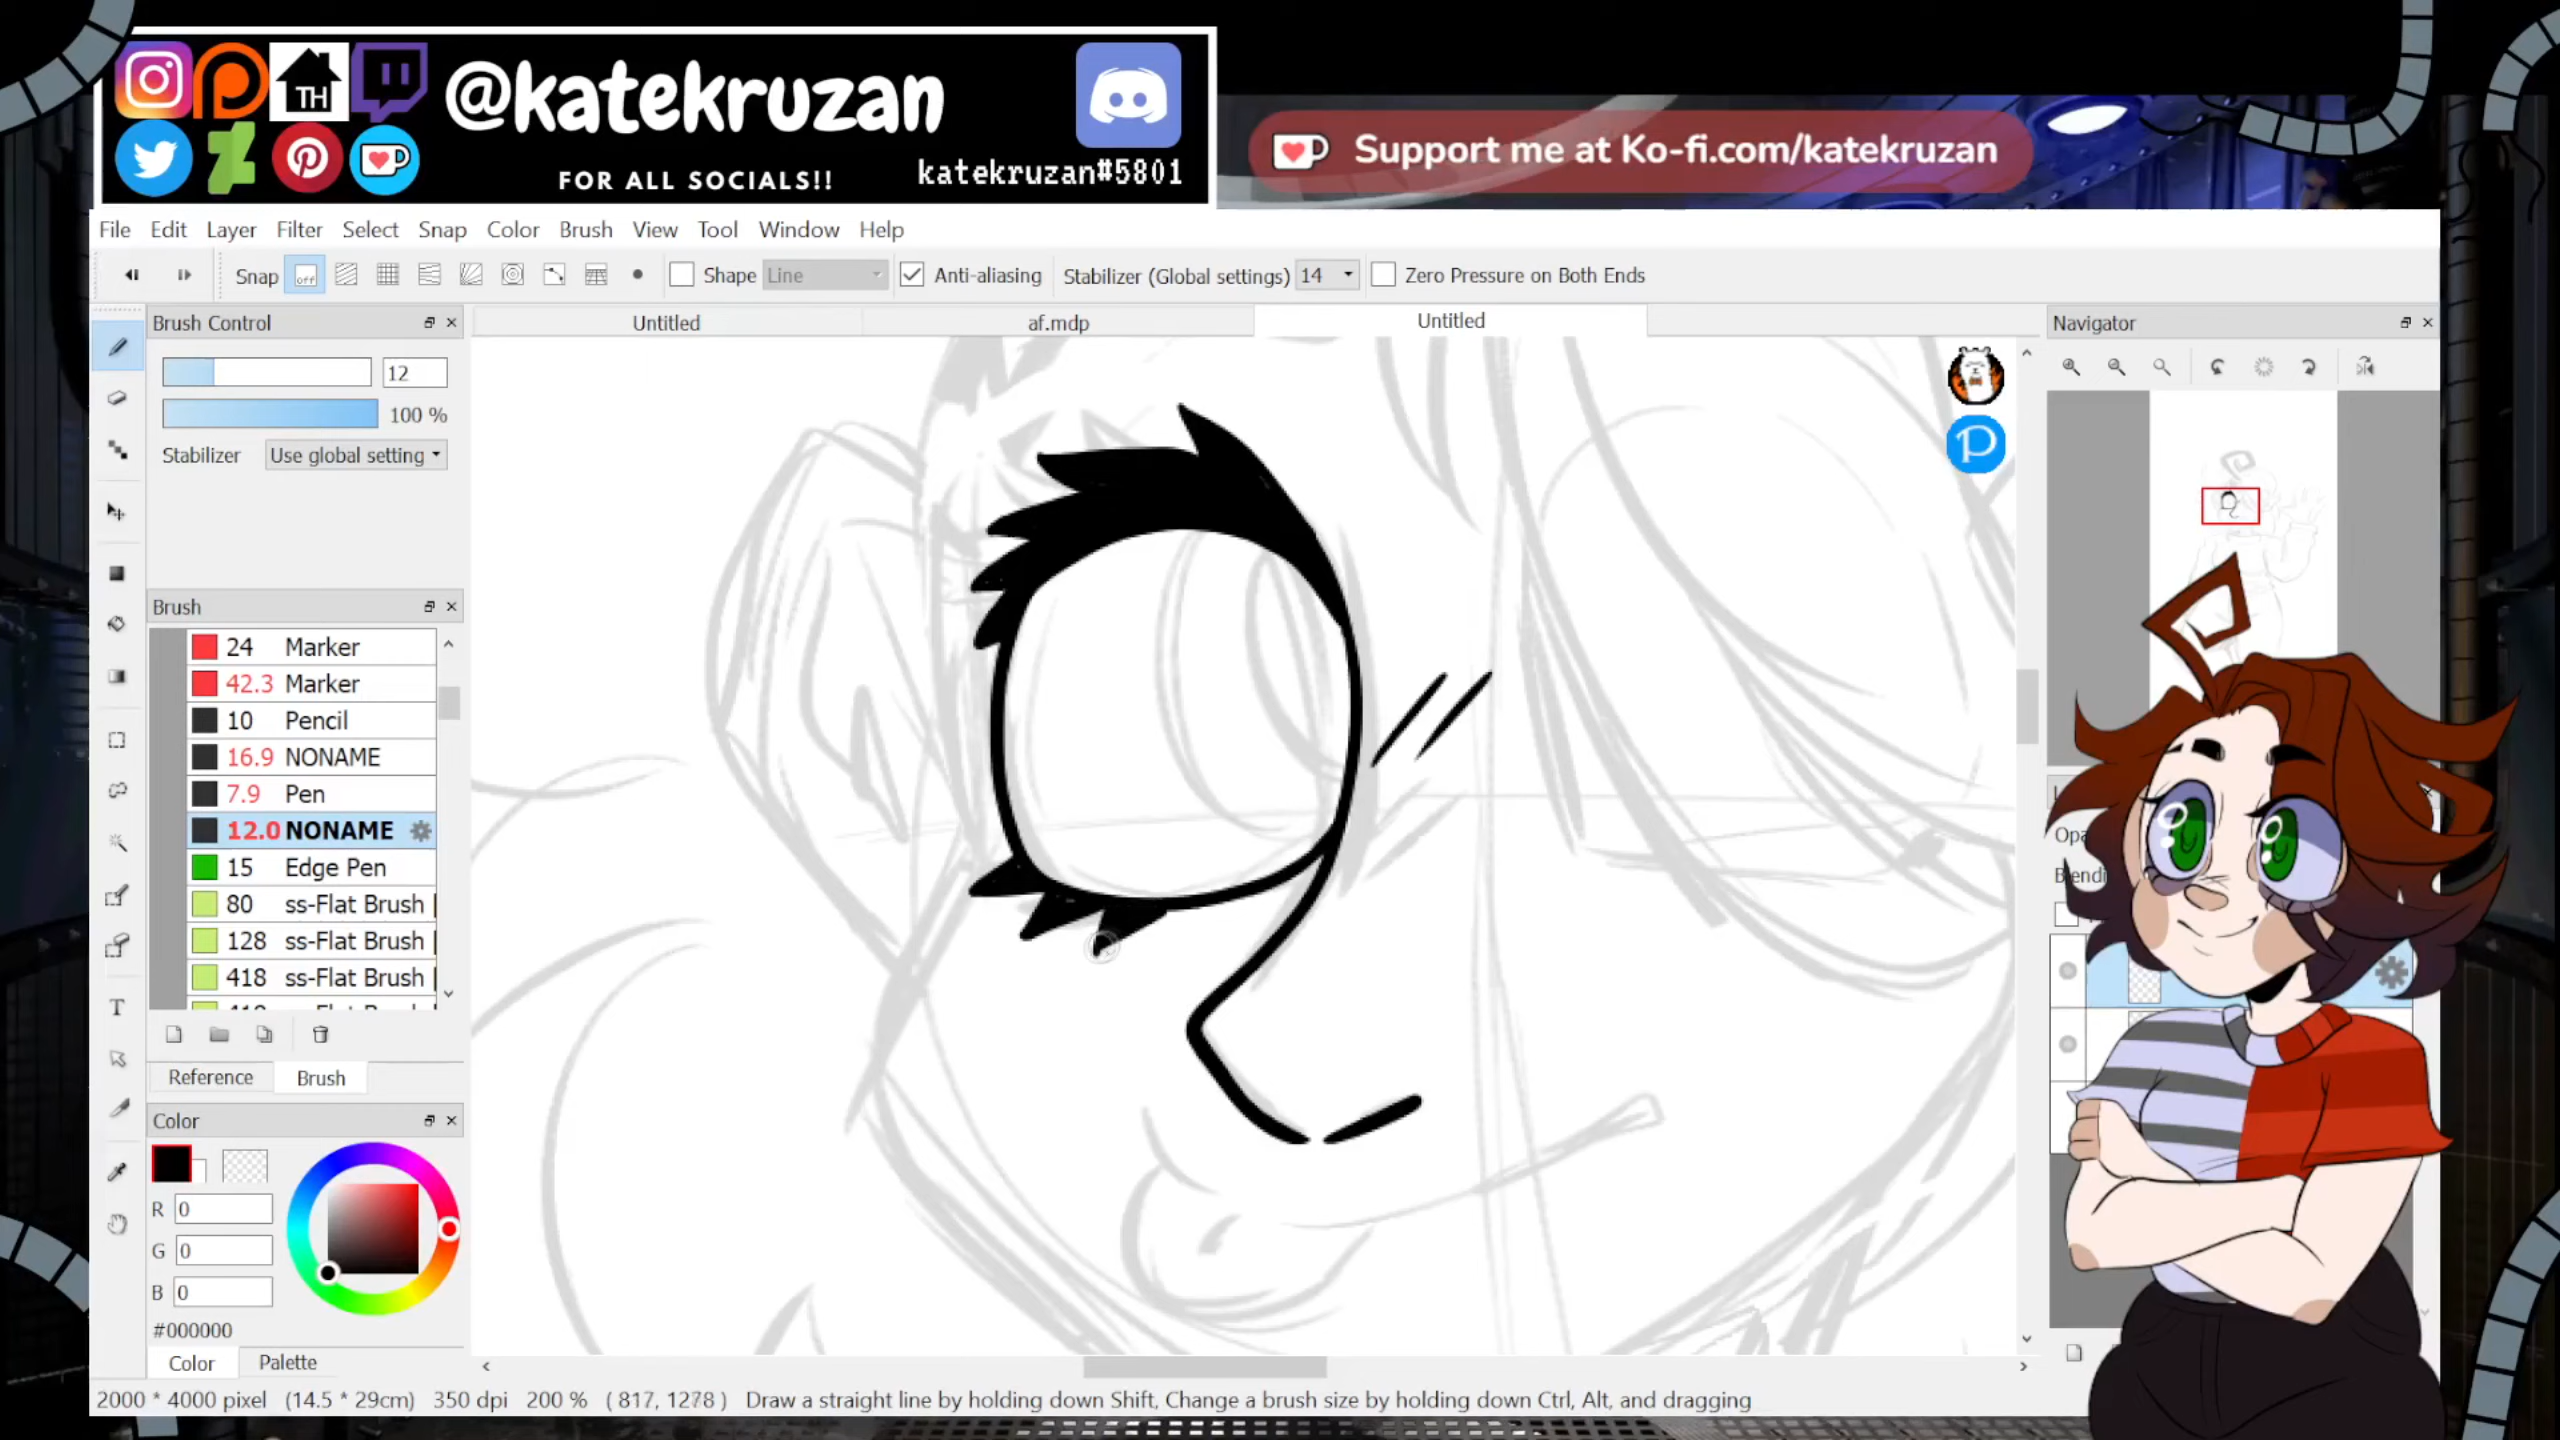 TH
@katekruzan
FOR ALL SOCIALS!!
katekruzan#5801
Support me at Ko-fi.com/katekruzan
File Edit Layer Filter Select Snap Color Brush View Tool Window Help
Snap off Shape Line Anti-aliasing Stabilizer (Global settings) 14 Zero Pressure on Both Ends
Brush Control
12
100 %
Stabilizer Use global setting
Untitled af.mdp Untitled
Navigator
Brush
24 Marker
42.3 Marker
10 Pencil
16.9 NONAME
7.9 Pen
12.0 NONAME
15 Edge Pen
80 ss-Flat Brush
128 ss-Flat Brush
418 ss-Flat Brush
Reference Brush
Color
R 0
G 0
B 0
#000000
Color Palette
2000 * 4000 pixel (14.5 * 29cm) 350 dpi 200 % ( 817, 1278 ) Draw a straight line by holding down Shift, Change a brush size by holding down Ctrl, Alt, and dragging